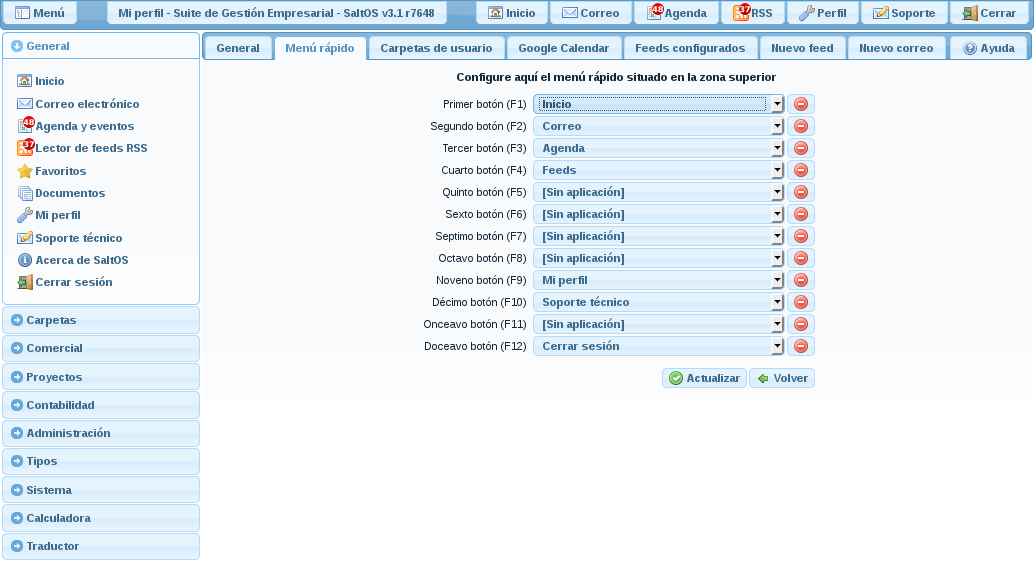 Menú
Mi perfil - Suite de Gestión Empresarial - SaltOS v3.1 r7648
Inicio
Correo
48
Agenda
37
RSS
Perfil
Soporte
Cerrar
General
Inicio
Correo electrónico
48
Agenda y eventos
37
Lector de feeds RSS
Favoritos
Documentos
Mi perfil
Soporte técnico
Acerca de SaltOS
Cerrar sesión
Carpetas
Comercial
Proyectos
Contabilidad
Administración
Tipos
Sistema
Calculadora
Traductor
General
Menú rápido
Carpetas de usuario
Google Calendar
Feeds configurados
Nuevo feed
Nuevo correo
Ayuda
Configure aquí el menú rápido situado en la zona superior
Primer botón (F1) Inicio
Segundo botón (F2) Correo
Tercer botón (F3) Agenda
Cuarto botón (F4) Feeds
Quinto botón (F5) [Sin aplicación]
Sexto botón (F6) [Sin aplicación]
Septimo botón (F7) [Sin aplicación]
Octavo botón (F8) [Sin aplicación]
Noveno botón (F9) Mi perfil
Décimo botón (F10) Soporte técnico
Onceavo botón (F11) [Sin aplicación]
Doceavo botón (F12) Cerrar sesión
Actualizar
Volver